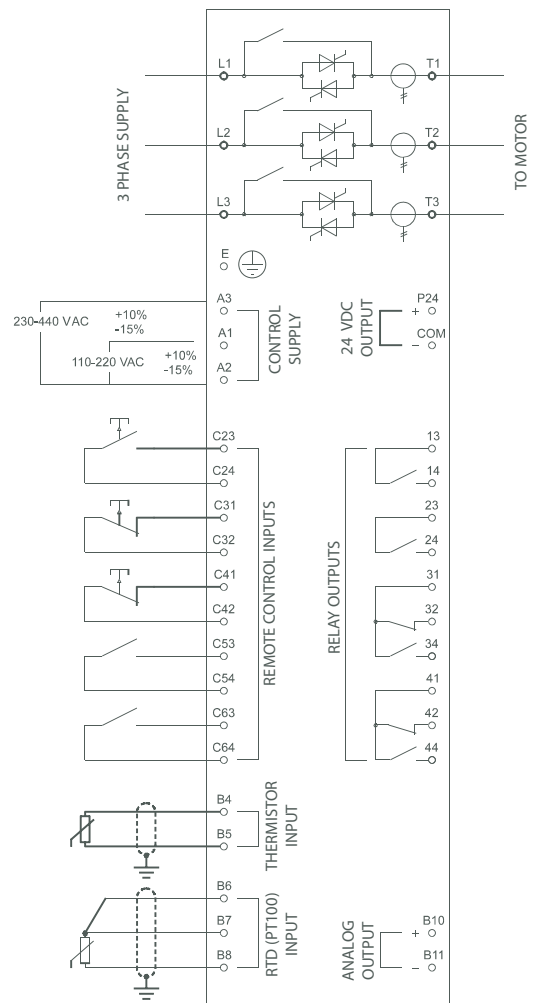 L1
T1
3 PHASE SUPPLY
L2
T2
TO MOTOR
L3
T3
E
A3
230-440 VAC
+10%
-15%
A1
110-220 VAC
+10%
-15%
A2
CONTROL
SUPPLY
24 VDC
OUTPUT
+
P24
COM
–
C23
C24
C31
C32
C41
C42
C53
C54
C63
C64
REMOTE CONTROL INPUTS
RELAY OUTPUTS
13
14
23
24
31
32
34
41
42
44
B4
B5
THERMISTOR
INPUT
B6
B7
B8
RTD (PT100)
INPUT
ANALOG
OUTPUT
+
B10
B11
–